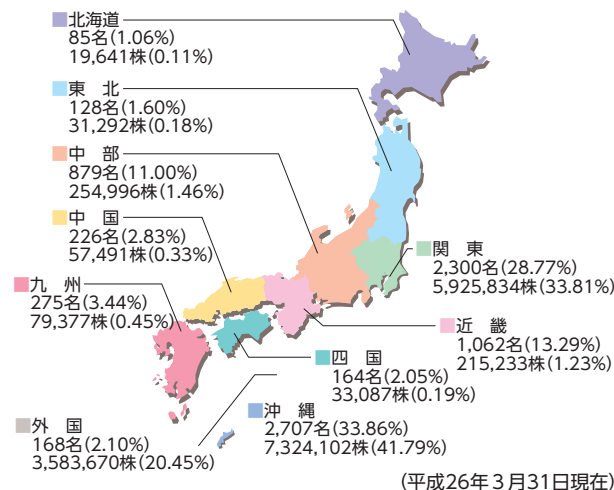 北海道
85名(1.06%)
19,641株(0.11%)
東　北
128名(1.60%)
31,292株(0.18%)
中　部
879名(11.00%)
254,996株(1.46%)
中　国
226名(2.83%)
57,491株(0.33%)
九　州
275名(3.44%)
79,377株(0.45%)
関　東
2,300名(28.77%)
5,925,834株(33.81%)
近　畿
1,062名(13.29%)
215,233株(1.23%)
四　国
164名(2.05%)
33,087株(0.19%)
外　国
168名(2.10%)
3,583,670株(20.45%)
沖　縄
2,707名(33.86%)
7,324,102株(41.79%)
(平成26年3月31日現在)